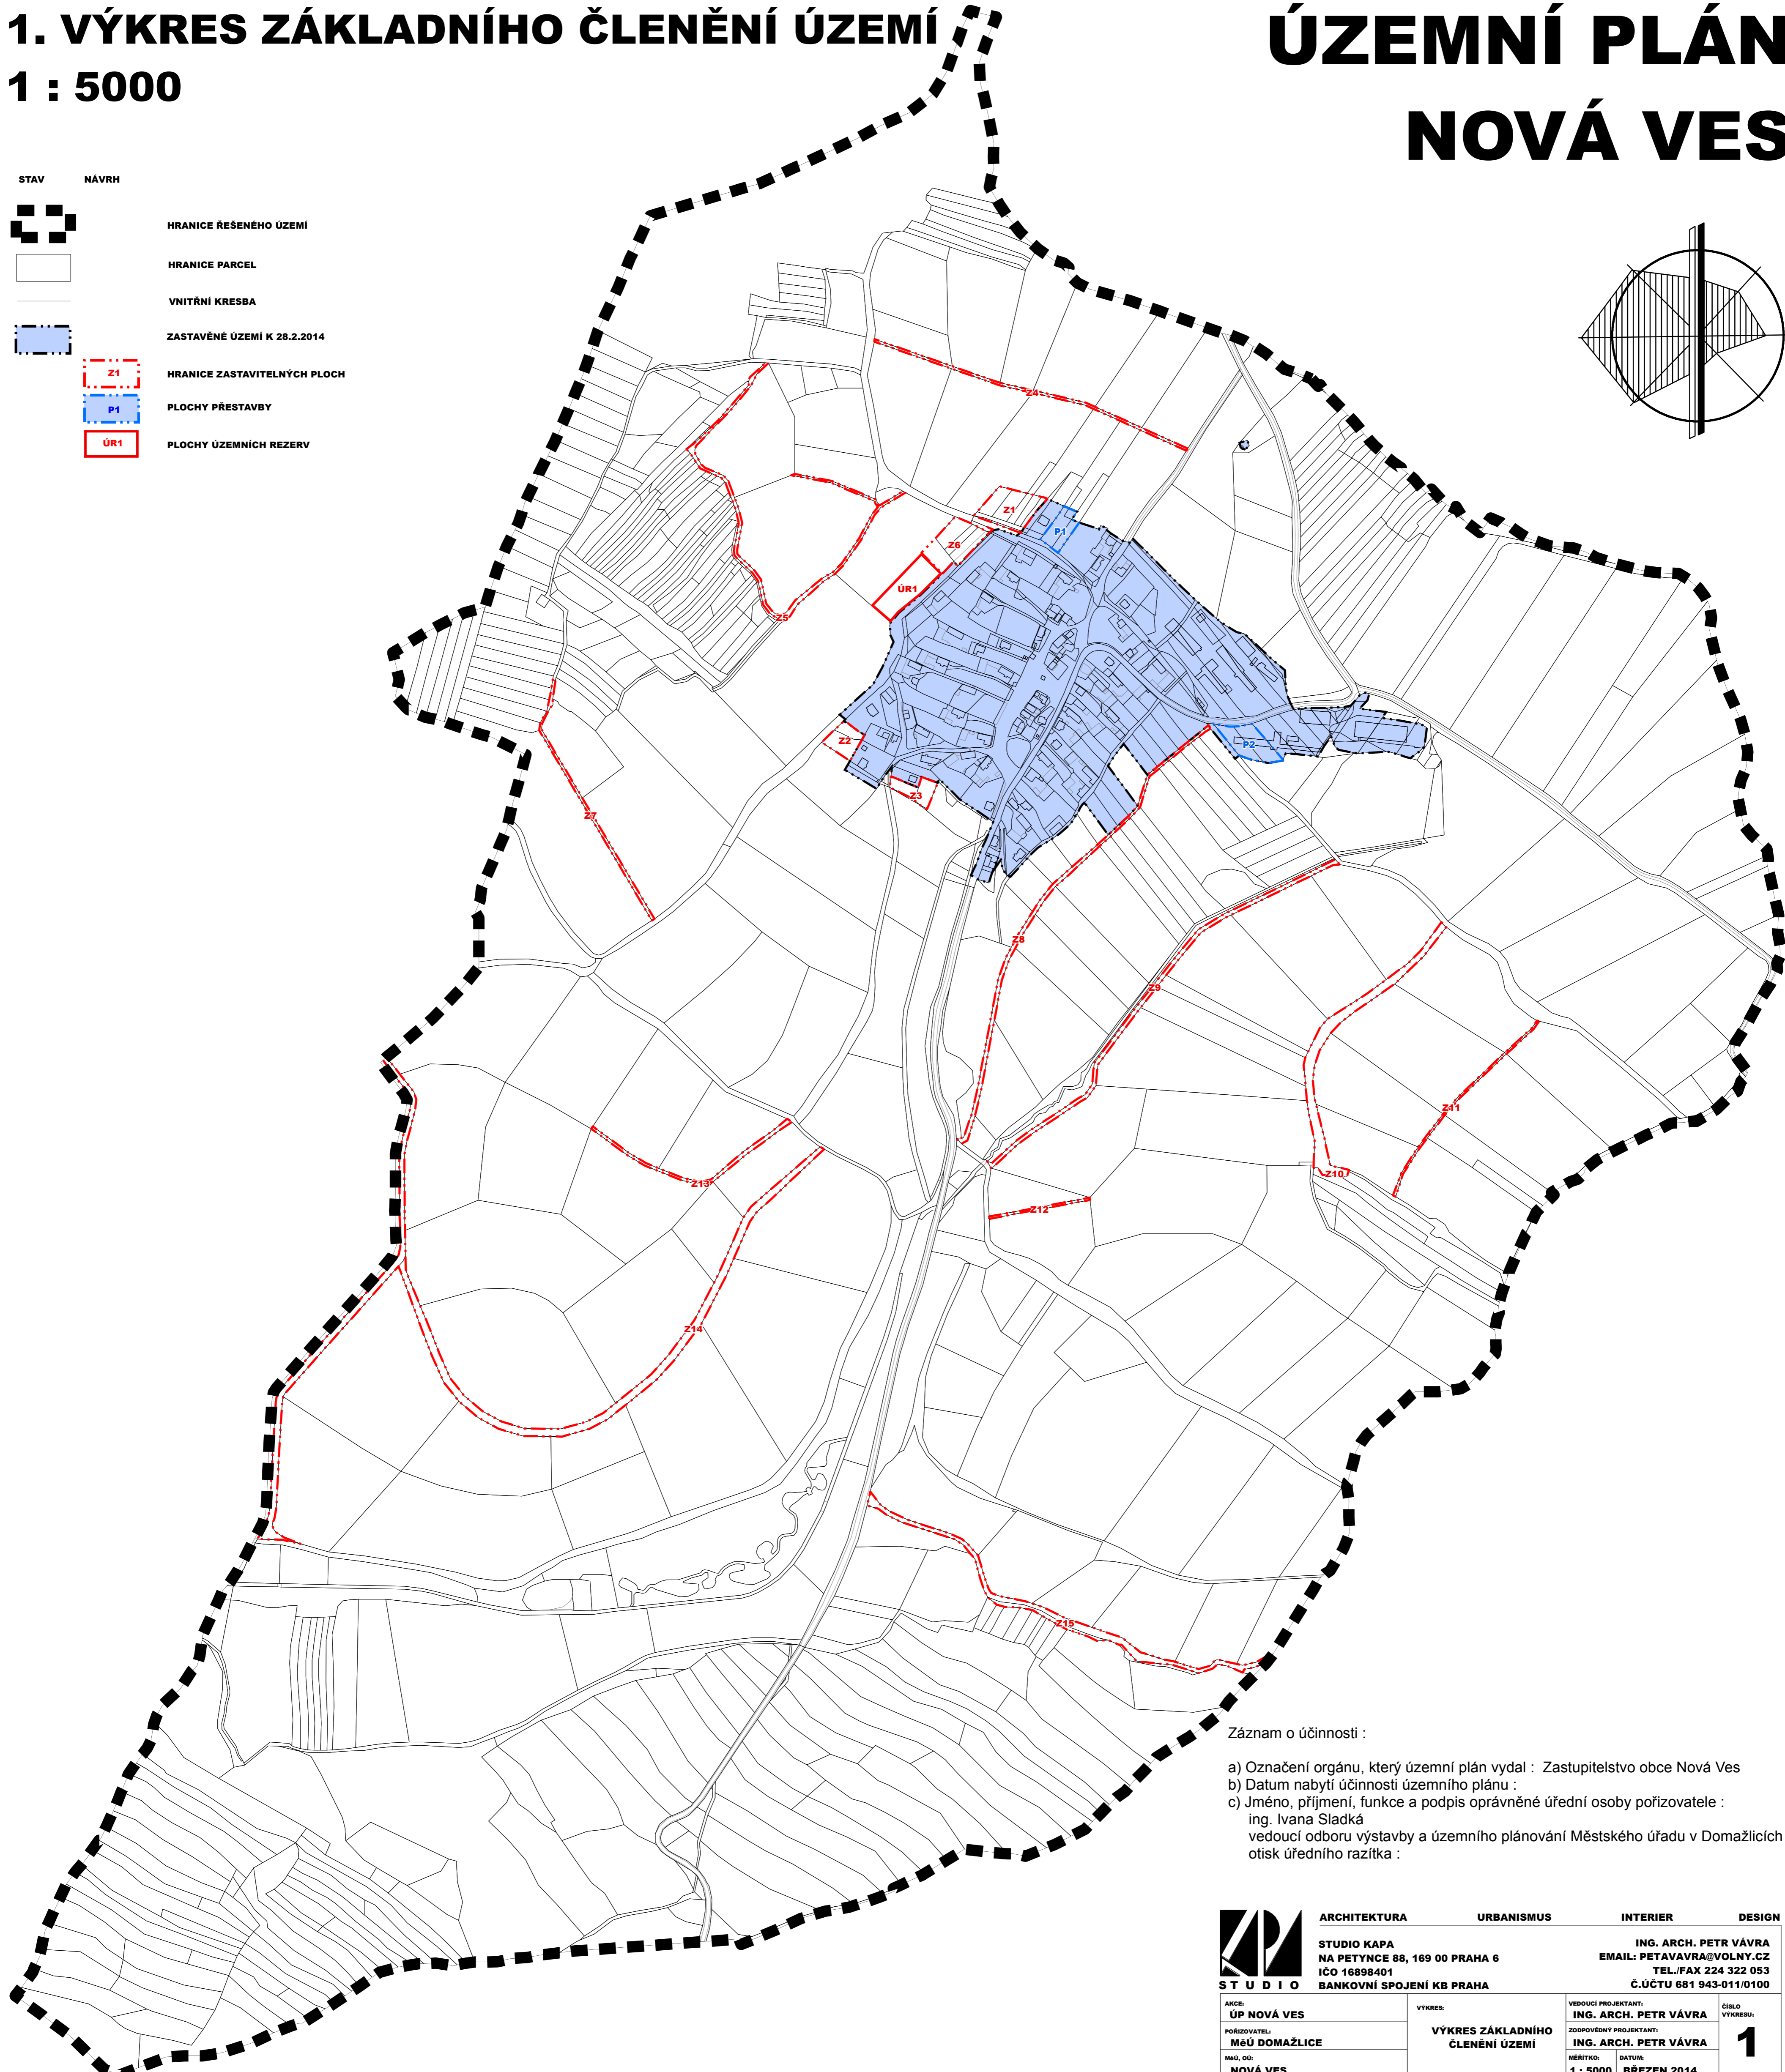 1. VÝKRES ZÁKLADNÍHO ČLENĚNÍ ÚZEMÍ
1 : 5000
ÚZEMNÍ PLÁN
NOVÁ VES
STAV NÁVRH
HRANICE ŘEŠENÉHO ÚZEMÍ
HRANICE PARCEL
VNITŘNÍ KRESBA
ZASTAVĚNÉ ÚZEMÍ K 28.2.2014
Z1 HRANICE ZASTAVITELNÝCH PLOCH
P1 PLOCHY PŘESTAVBY
ÚR1 PLOCHY ÚZEMNÍCH REZERV
Z4
Z1
P1
Z6
ÚR1
Z5
Z2
P2
Z3
Z7
Z8
Z9
Z11
Z10
Z13
Z12
Z14
Z15
Záznam o účinnosti :
a) Označení orgánu, který územní plán vydal : Zastupitelstvo obce Nová Ves
b) Datum nabytí účinnosti územního plánu :
c) Jméno, příjmení, funkce a podpis oprávněné úřední osoby pořizovatele :
ing. Ivana Sladká
vedoucí odboru výstavby a územního plánování Městského úřadu v Domažlicích
otisk úředního razítka :
STUDIO
ARCHITEKTURA URBANISMUS INTERIER DESIGN
STUDIO KAPA
NA PETYNCE 88, 169 00 PRAHA 6
IČO 16898401
BANKOVNÍ SPOJENÍ KB PRAHA
ING. ARCH. PETR VÁVRA
EMAIL: PETAVAVRA@VOLNY.CZ
TEL./FAX 224 322 053
Č.ÚČTU 681 943-011/0100
AKCE:
ÚP NOVÁ VES
POŘIZOVATEL:
MěÚ DOMAŽLICE
MěÚ, OÚ:
NOVÁ VES
VÝKRES:
VÝKRES ZÁKLADNÍHO
ČLENĚNÍ ÚZEMÍ
VEDOUCÍ PROJEKTANT:
ING. ARCH. PETR VÁVRA
ZODPOVĚDNÝ PROJEKTANT:
ING. ARCH. PETR VÁVRA
MĚŘÍTKO:
1 : 5000
DATUM:
BŘEZEN 2014
ČÍSLO
VÝKRESU:
1